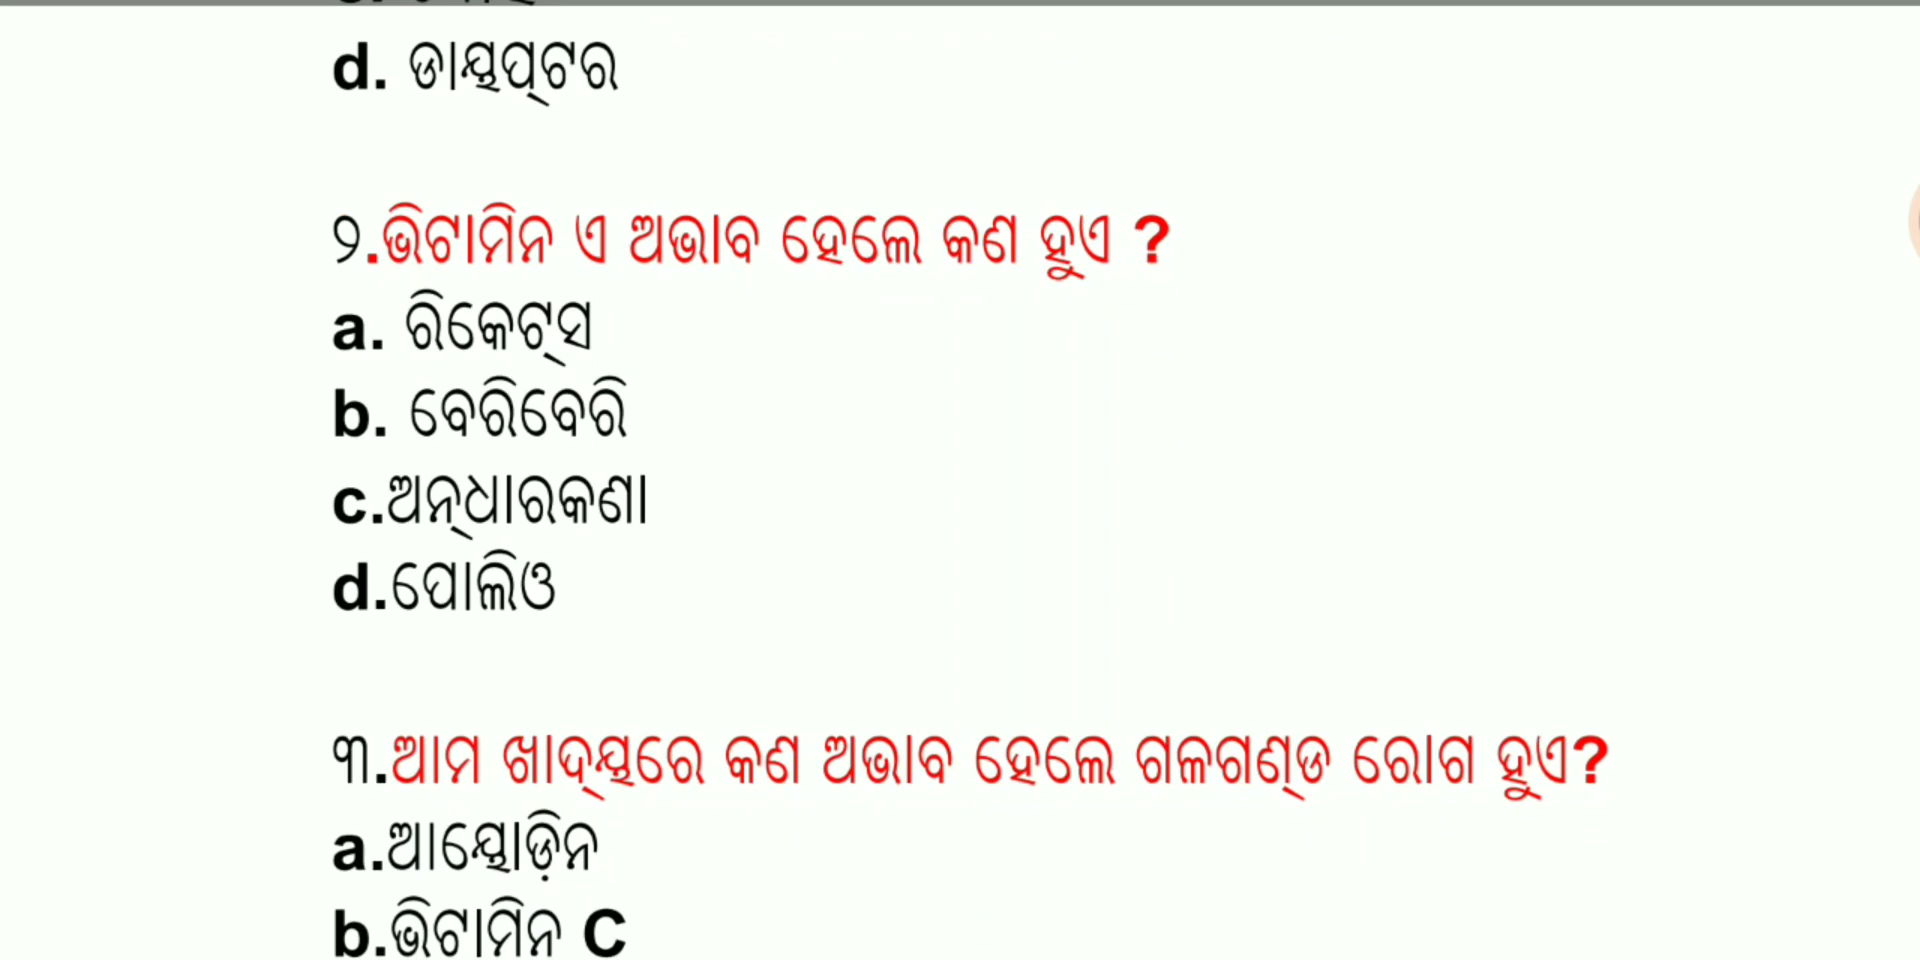 d. ଡାୟପ୍‌ଟର
୨.ଭିଟାମିନ ଏ ଅଭାବ ହେଲେ କଣ ହୁଏ ?
a. ରିକେଟ୍‌ସ
b. ବେରିବେରି
c.ଅନ୍‌ଧାରକଣା
d.ପୋଲିଓ
୩.ଆମ ଖାଦ୍‌ୟରେ କଣ ଅଭାବ ହେଲେ ଗଳଗଣ୍‌ଡ ରୋଗ ହୁଏ?
a.ଆୟୋଡ଼ିନ
b.ଭିଟାମିନ C